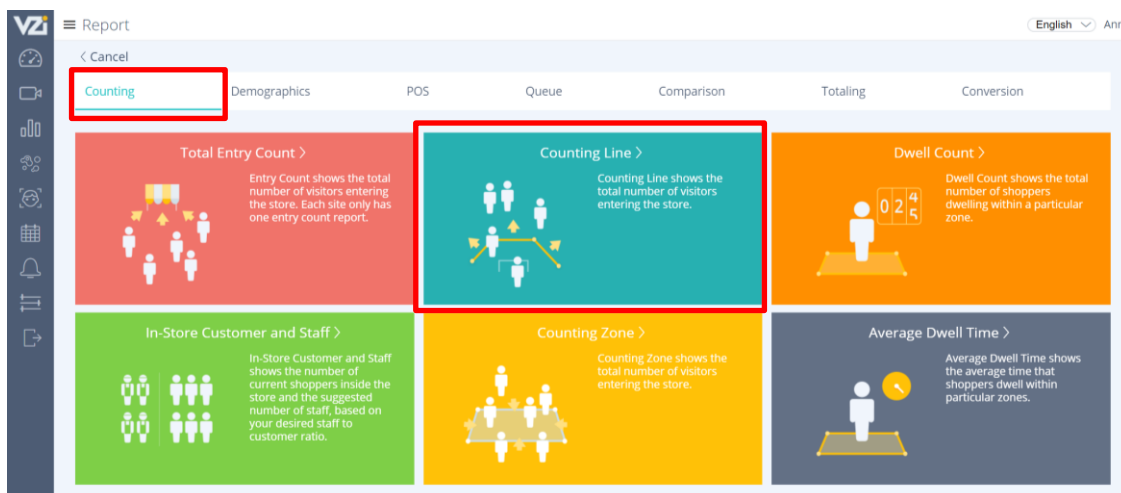 VZi
Report
English
Anr
< Cancel
Counting
Demographics
POS
Queue
Comparison
Totaling
Conversion
Total Entry Count >
Entry Count shows the total
number of visitors entering
the store. Each site only has
one entry count report.
Counting Line >
Counting Line shows the
total number of visitors
entering the store.
Dwell Count >
0 2 4
5
Dwell Count shows the total
number of shoppers
dwelling within a particular
zone.
In-Store Customer and Staff >
In-Store Customer and Staff
shows the number of
current shoppers inside the
store and the suggested
number of staff, based on
your desired staff to
customer ratio.
Counting Zone >
Counting Zone shows the
total number of visitors
entering the store.
Average Dwell Time >
Average Dwell Time shows
the average time that
shoppers dwell within
particular zones.